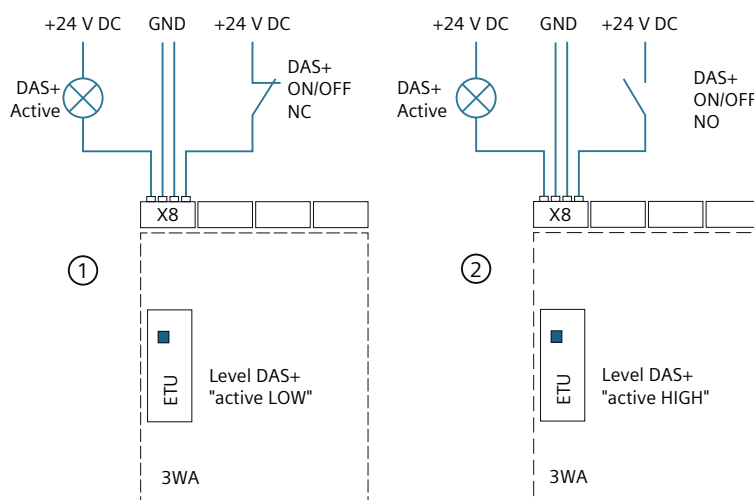 +24 V DC
GND
+24 V DC
DAS+
Active
DAS+
ON/OFF
NC
X8
1
ETU
Level DAS+
"active LOW"
3WA
+24 V DC
GND
+24 V DC
DAS+
Active
DAS+
ON/OFF
NO
X8
2
ETU
Level DAS+
"active HIGH"
3WA